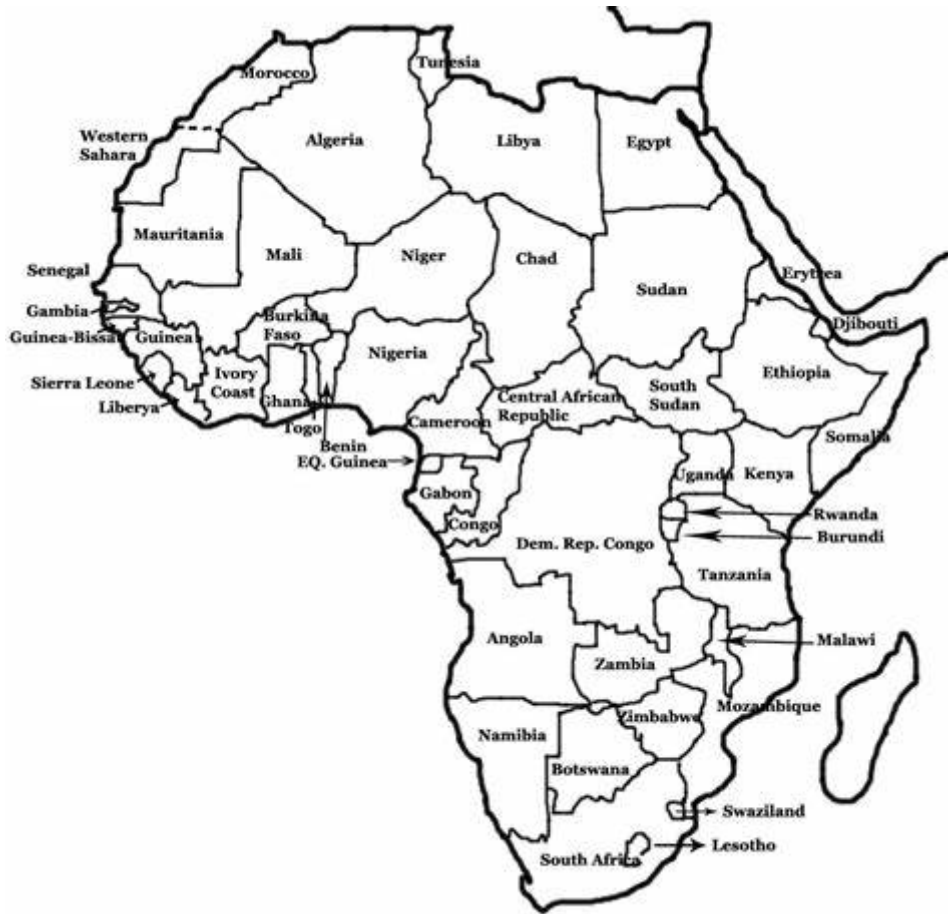 Tunesia
Morocco
Western
Sahara
Algeria
Libya
Egypt
Mauritania
Mali
Niger
Chad
Sudan
Erytrea
Senegal
Gambia
Guinea-Bissau
Guinea
Burkina
Faso
Nigeria
Djibouti
Sierra Leone
Liberya
Ivory
Coast
Ghana
Togo
Benin
Cameroon
Central African
Republic
South
Sudan
Ethiopia
Somalia
EQ. Guinea
Gabon
Congo
Uganda
Kenya
Rwanda
Burundi
Dem. Rep. Congo
Tanzania
Angola
Zambia
Malawi
Mozambique
Namibia
Zimbabwe
Botswana
Swaziland
South Africa
Lesotho